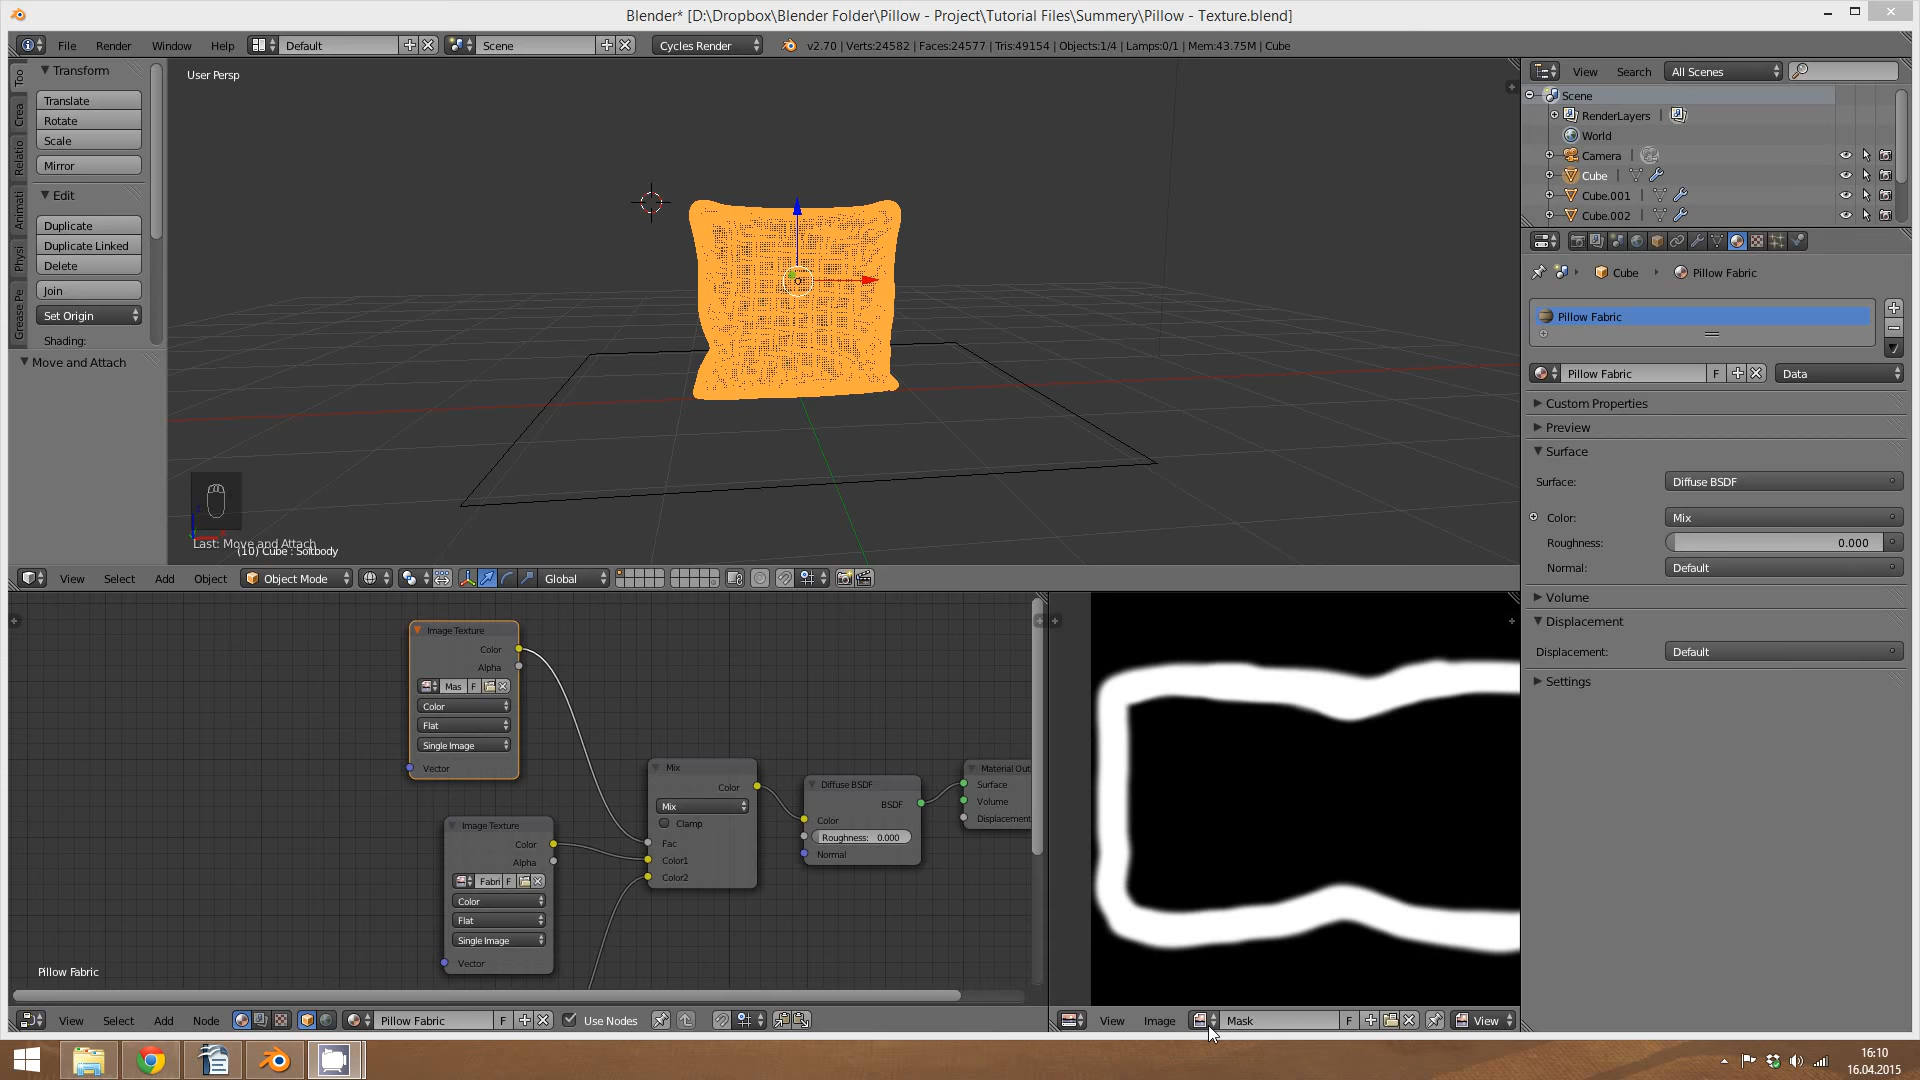 Blender* [D:\Dropbox\Blender Folder\Pillow - Project\Tutorial Files\Summery\Pillow - Texture.blend]
File Render Window Help Default Scene Cycles Render v2.70 | Verts:24582 | Faces:24577 | Tris:49154 | Objects:1/4 | Lamps:0/1 | Mem:43.75M | Cube
Too
Crea
Relatio
Animati
Physi
Grease Pe
Transform
Translate
Rotate
Scale
Mirror
Edit
Duplicate
Duplicate Linked
Delete
Join
Set Origin
Shading:
Move and Attach
User Persp
Last: Move and Attach
(10) Cube : Softbody
View Select Add Object Object Mode Global
View Search All Scenes
Scene
RenderLayers
World
Camera
Cube
Cube.001
Cube.002
Cube Pillow Fabric
Pillow Fabric
Pillow Fabric F Data
Custom Properties
Preview
Surface
Surface: Diffuse BSDF
Color: Mix
Roughness: 0.000
Normal: Default
Volume
Displacement
Displacement: Default
Settings
Image Texture
Color
Alpha
Mas F
Color
Flat
Single Image
Vector
Image Texture
Color
Alpha
Fabri F
Color
Flat
Single Image
Vector
Mix
Color
Mix
Clamp
Fac
Color1
Color2
Diffuse BSDF
BSDF
Color
Roughness: 0.000
Normal
Material Out
Surface
Volume
Displacement
Pillow Fabric
View Select Add Node Pillow Fabric F Use Nodes
View Image Mask F View
16:10
16.04.2015